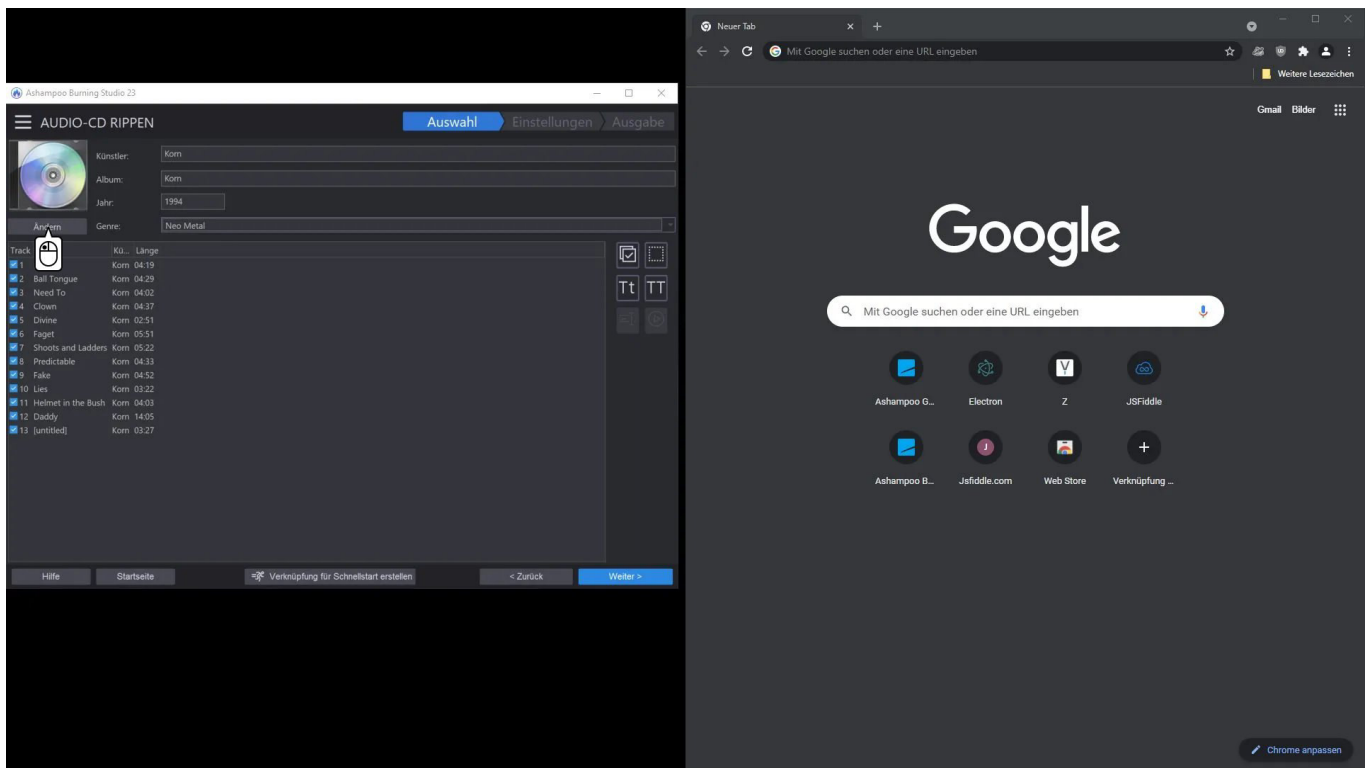 Ashampoo Burning Studio 23
AUDIO-CD RIPPEN
Auswahl
Einstellungen
Ausgabe
Künstler: Korn
Album: Korn
Jahr: 1994
Ändern
Genre: Neo Metal
Track Kü... Länge
1 Korn 04:19
2 Ball Tongue Korn 04:29
3 Need To Korn 04:02
4 Clown Korn 04:37
5 Divine Korn 02:51
6 Faget Korn 05:51
7 Shoots and Ladders Korn 05:22
8 Predictable Korn 04:33
9 Fake Korn 04:52
10 Lies Korn 03:22
11 Helmet in the Bush Korn 04:03
12 Daddy Korn 14:05
13 [untitled] Korn 03:27
Tt TT
Hilfe
Startseite
Verknüpfung für Schnellstart erstellen
< Zurück
Weiter >
Neuer Tab
Mit Google suchen oder eine URL eingeben
Weitere Lesezeichen
Gmail Bilder
Google
Mit Google suchen oder eine URL eingeben
Ashampoo G... Electron Z JSFiddle
J
Ashampoo B... Jsfiddle.com Web Store Verknüpfung ...
Chrome anpassen